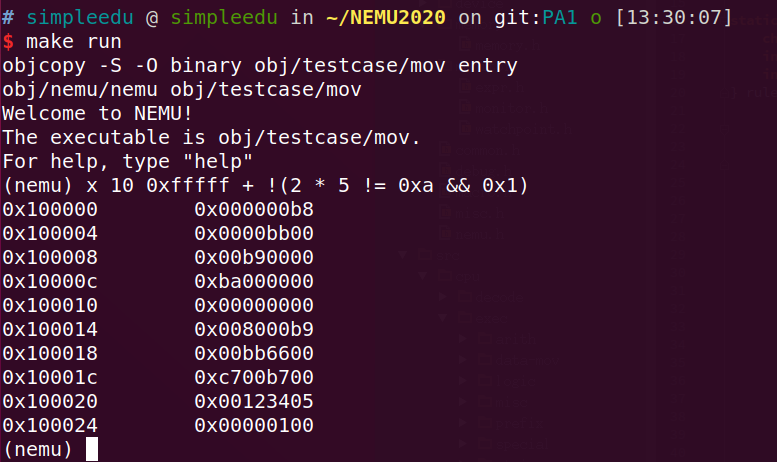 # simpleedu @ simpleedu in ~/NEMU2020 on git:PA1 o [13:30:07]
$ make run
objcopy -S -O binary obj/testcase/mov entry
obj/nemu/nemu obj/testcase/mov
Welcome to NEMU!
The executable is obj/testcase/mov.
For help, type "help"
(nemu) x 10 0xfffff + !(2 * 5 != 0xa && 0x1)
0x100000 0x000000b8
0x100004 0x0000bb00
0x100008 0x00b90000
0x10000c 0xba000000
0x100010 0x00000000
0x100014 0x008000b9
0x100018 0x00bb6600
0x10001c 0xc700b700
0x100020 0x00123405
0x100024 0x00000100
(nemu)